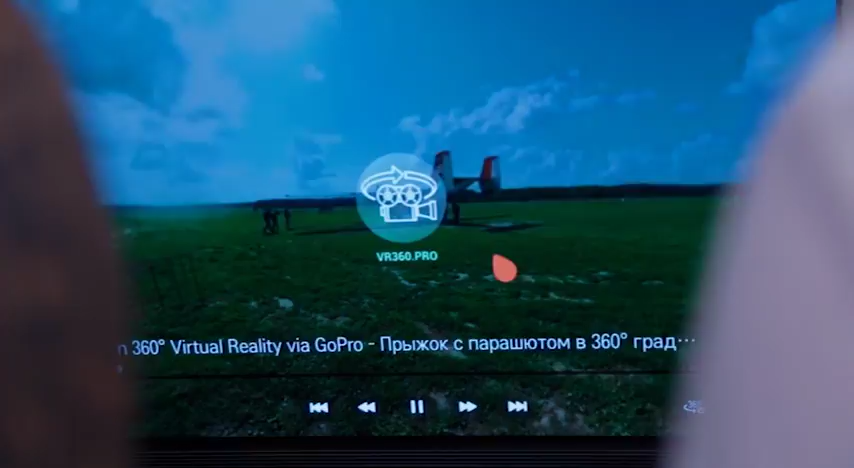 VR360.PRO
360° Virtual Reality via GoPro - Прыжок с парашютом в 360° град...